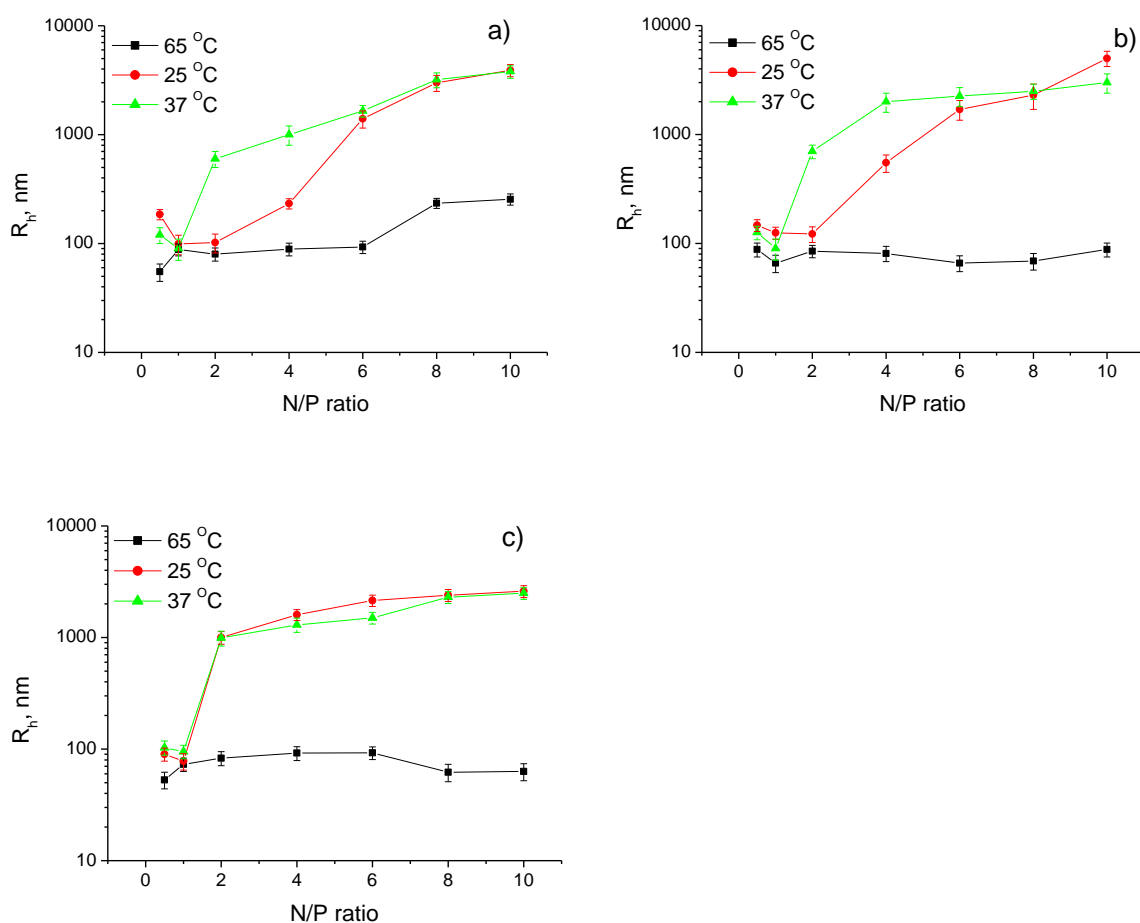 a)
65 °C
25 °C
37 °C
10000
1000
100
10
R_h, nm
0 2 4 6 8 10
N/P ratio
b)
65 °C
25 °C
37 °C
10000
1000
100
10
R_h, nm
0 2 4 6 8 10
N/P ratio
c)
65 °C
25 °C
37 °C
10000
1000
100
10
R_h, nm
0 2 4 6 8 10
N/P ratio